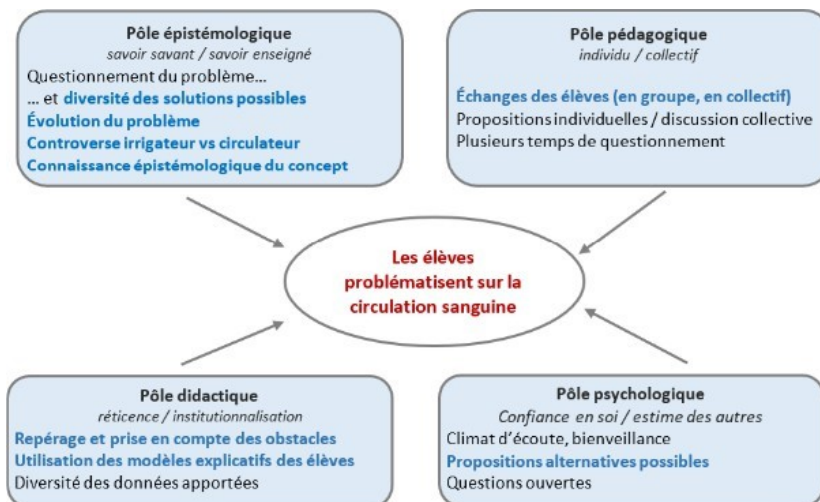 Pôle épistémologique
savoir savant / savoir enseigné
Questionnement du problème…
… et diversité des solutions possibles
Évolution du problème
Controverse irrigateur vs circulateur
Connaissance épistémologique du concept
Pôle pédagogique
individu / collectif
Échanges des élèves (en groupe, en collectif)
Propositions individuelles / discussion collective
Plusieurs temps de questionnement
Les élèves
problématisent sur la
circulation sanguine
Pôle didactique
réticence / institutionnalisation
Repérage et prise en compte des obstacles
Utilisation des modèles explicatifs des élèves
Diversité des données apportées
Pôle psychologique
Confiance en soi / estime des autres
Climat d'écoute, bienveillance
Propositions alternatives possibles
Questions ouvertes